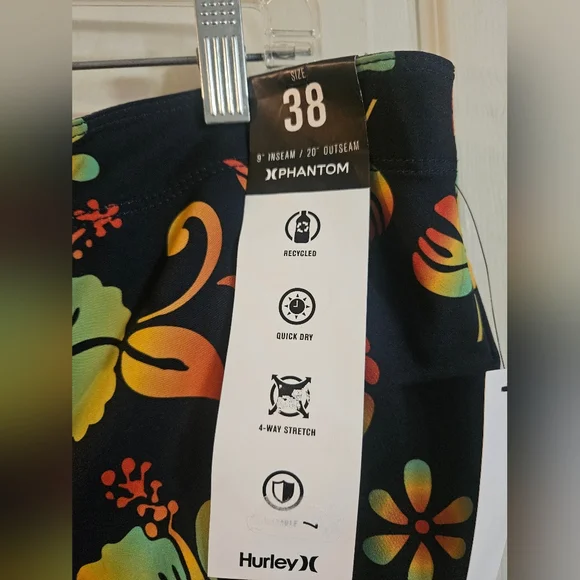 SIZE
38
9" INSEAM / 20" OUTSEAM
PHANTOM
RECYCLED
QUICK DRY
4-WAY STRETCH
Hurley